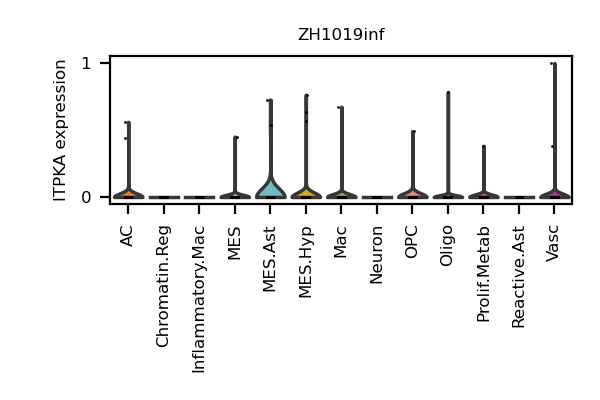 ZH1019inf
ITPKA expression
1
0
AC
Chromatin.Reg
Inflammatory.Mac
MES
MES.Ast
MES.Hyp
Mac
Neuron
OPC
Oligo
Prolif.Metab
Reactive.Ast
Vasc